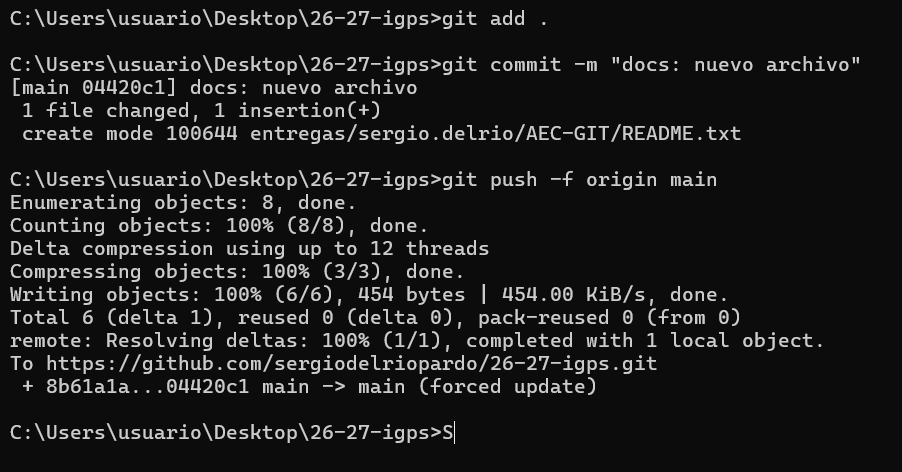 C:\Users\usuario\Desktop\26-27-igps>git add .
C:\Users\usuario\Desktop\26-27-igps>git commit -m "docs: nuevo archivo"
[main 04420c1] docs: nuevo archivo
 1 file changed, 1 insertion(+)
 create mode 100644 entregas/sergio.delrio/AEC-GIT/README.txt
C:\Users\usuario\Desktop\26-27-igps>git push -f origin main
Enumerating objects: 8, done.
Counting objects: 100% (8/8), done.
Delta compression using up to 12 threads
Compressing objects: 100% (3/3), done.
Writing objects: 100% (6/6), 454 bytes | 454.00 KiB/s, done.
Total 6 (delta 1), reused 0 (delta 0), pack-reused 0 (from 0)
remote: Resolving deltas: 100% (1/1), completed with 1 local object.
To https://github.com/sergiodelriopardo/26-27-igps.git
 + 8b61a1a...04420c1 main -> main (forced update)
C:\Users\usuario\Desktop\26-27-igps>S